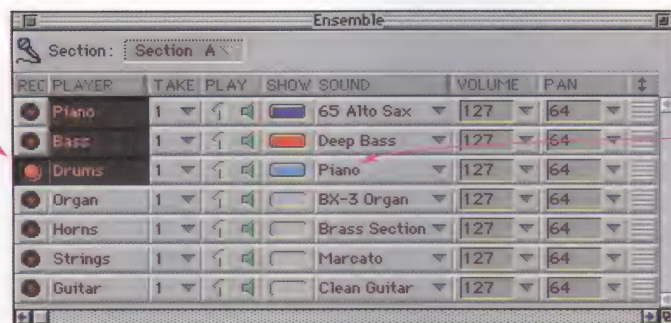 Ensemble
Section: Section A
REC PLAYER TAKE PLAY SHOW SOUND VOLUME PAN
Piano 1 65 Alto Sax 127 64
Bass 1 Deep Bass 127 64
Drums 1 Piano 127 64
Organ 1 BX-3 Organ 127 64
Horns 1 Brass Section 127 64
Strings 1 Marcato 127 64
Guitar 1 Clean Guitar 127 64